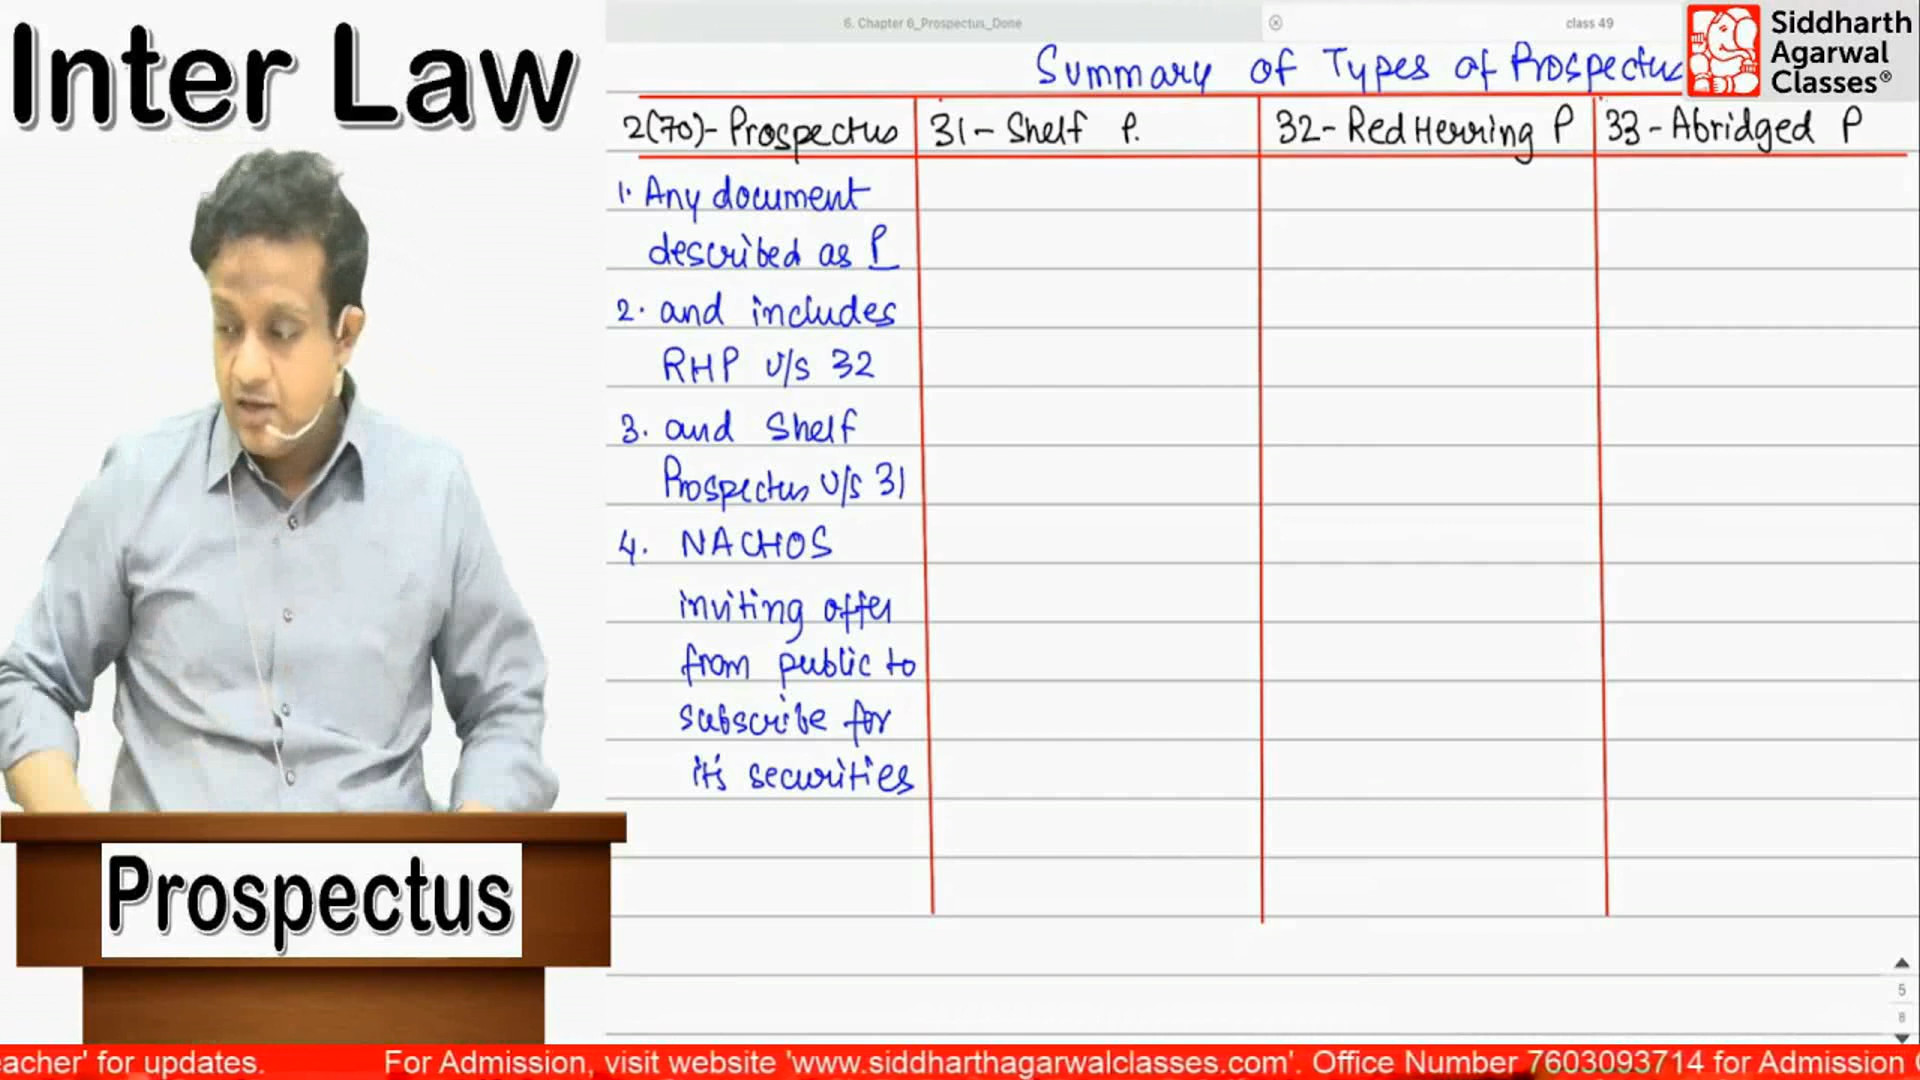 Inter Law
6. Chapter 6_Prospectus_Done
class 49
Siddharth
Agarwal
Classes®
Summary of Types of Prospectus
2(70)-Prospectus
31-Shelf P.
32-Red Herring P
33-Abridged P
1. Any document
described as P
2. and includes
RHP u/s 32
3. and Shelf
Prospectus u/s 31
4. NACHOS
inviting offer
from public to
subscribe for
it's securities
Prospectus
5
8
eacher' for updates. For Admission, visit website 'www.siddharthagarwalclasses.com'. Office Number 7603093714 for Admission